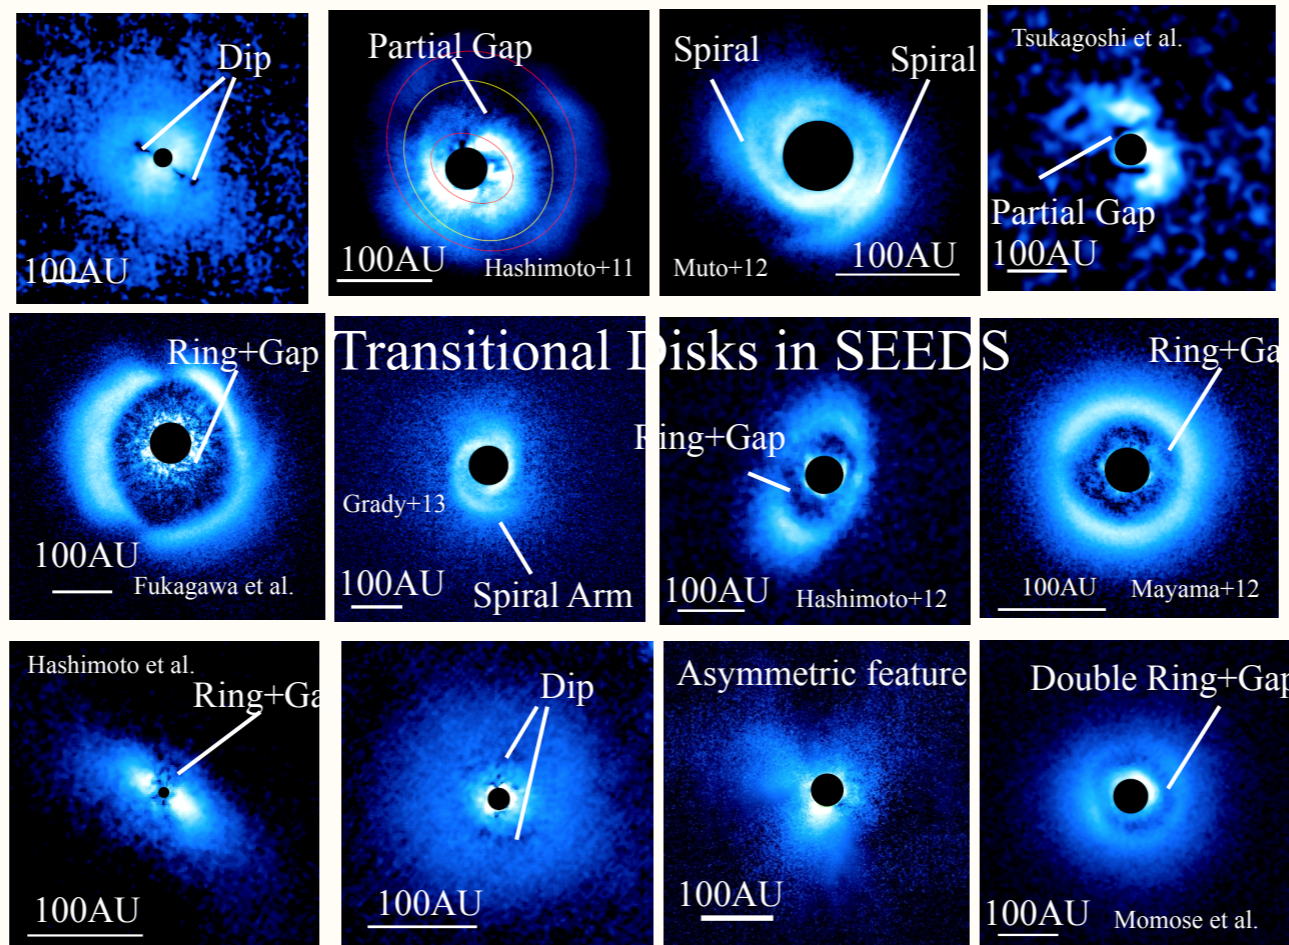 Dip
100AU
Partial Gap
100AU
Hashimoto+11
Spiral
Spiral
Muto+12
100AU
Tsukagoshi et al.
Partial Gap
100AU
Transitional Disks in SEEDS
Ring+Gap
100AU
Fukagawa et al.
Grady+13
100AU
Spiral Arm
Ring+Gap
100AU
Hashimoto+12
Ring+Ga
100AU
Mayama+12
Hashimoto et al.
Ring+Ga
100AU
Dip
100AU
Asymmetric feature
100AU
Double Ring+Gap
100AU
Momose et al.